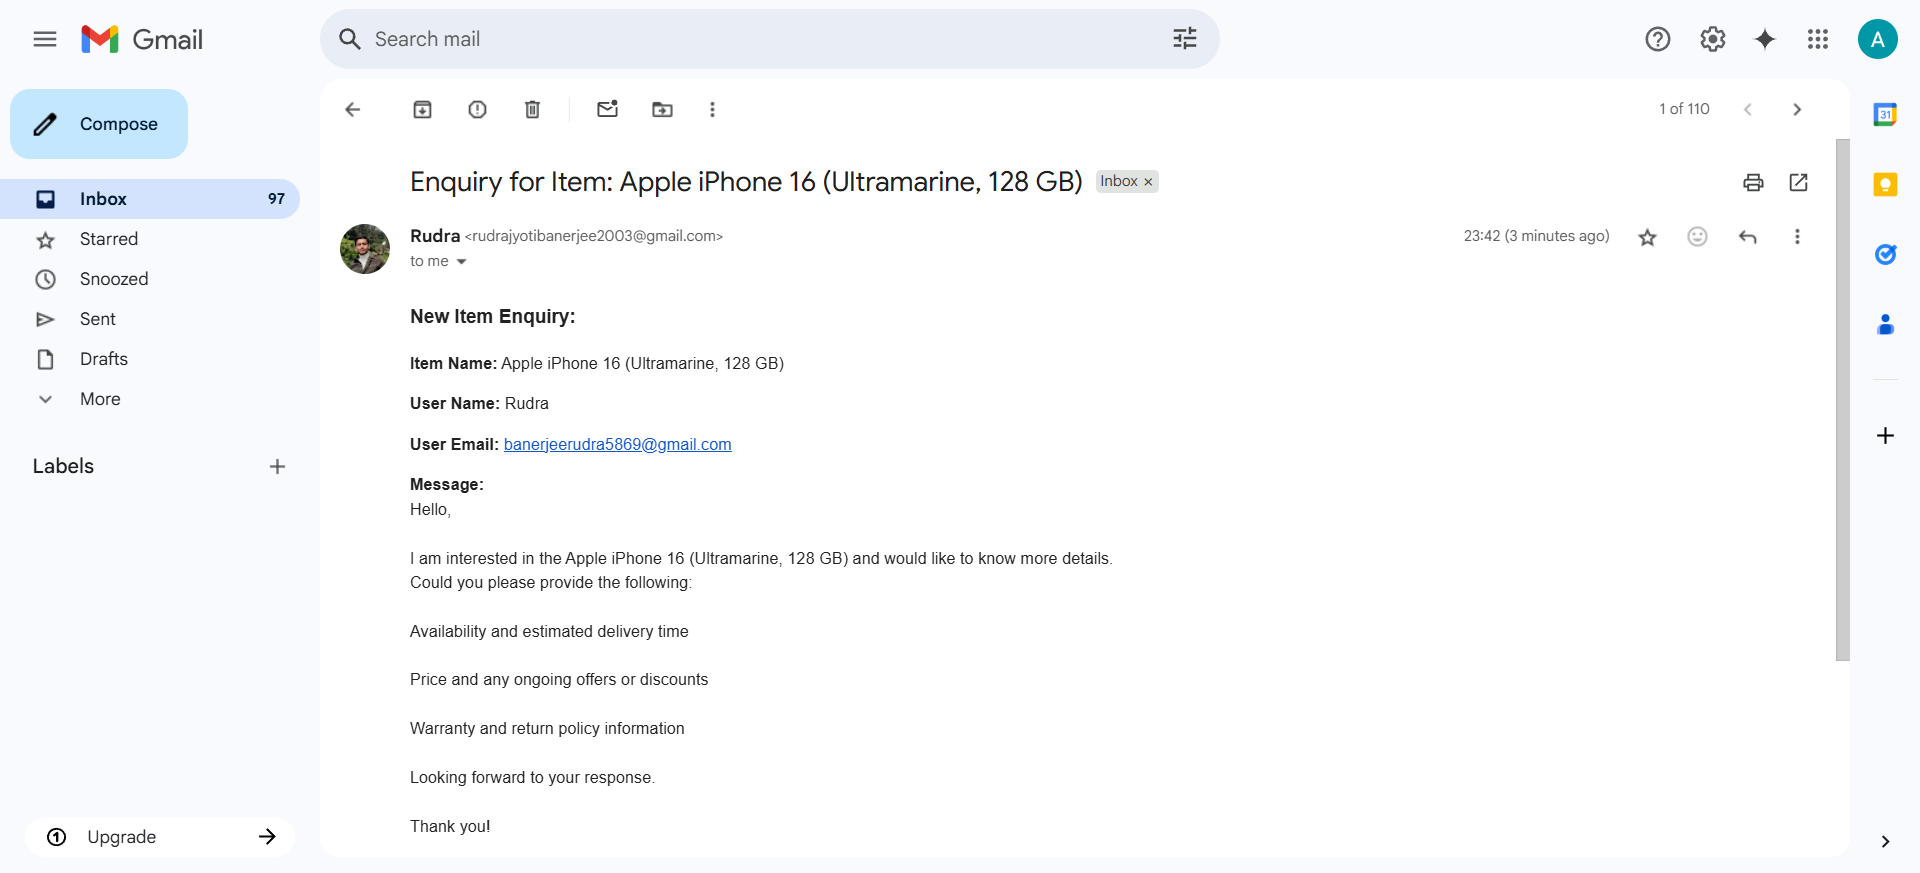 Gmail
Search mail
A
Compose
Inbox 97
Starred
Snoozed
Sent
Drafts
More
Labels
Upgrade
1 of 110
Enquiry for Item: Apple iPhone 16 (Ultramarine, 128 GB) Inbox ×
Rudra <rudrajyotibanerjee2003@gmail.com> 23:42 (3 minutes ago)
to me
New Item Enquiry:
Item Name: Apple iPhone 16 (Ultramarine, 128 GB)
User Name: Rudra
User Email: banerjeerudra5869@gmail.com
Message:
Hello,
I am interested in the Apple iPhone 16 (Ultramarine, 128 GB) and would like to know more details.
Could you please provide the following:
Availability and estimated delivery time
Price and any ongoing offers or discounts
Warranty and return policy information
Looking forward to your response.
Thank you!
31